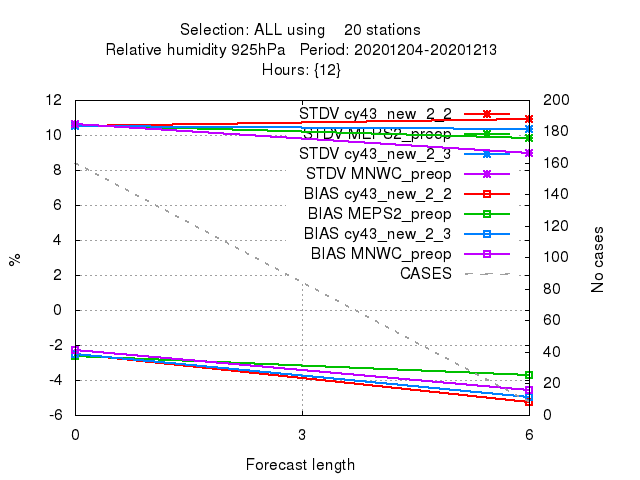 Selection: ALL using 20 stations
Relative humidity 925hPa Period: 20201204-20201213
Hours: {12}
12 200
10 180
8 160
6 140
4 120
2 100
0 80
-2 60
-4 40
-6 20
0
STDV cy43_new_2_2
STDV MEPS2_preop
STDV cy43_new_2_3
STDV MNWC_preop
BIAS cy43_new_2_2
BIAS MEPS2_preop
BIAS cy43_new_2_3
BIAS MNWC_preop
CASES
%
No cases
0 3 6
Forecast length